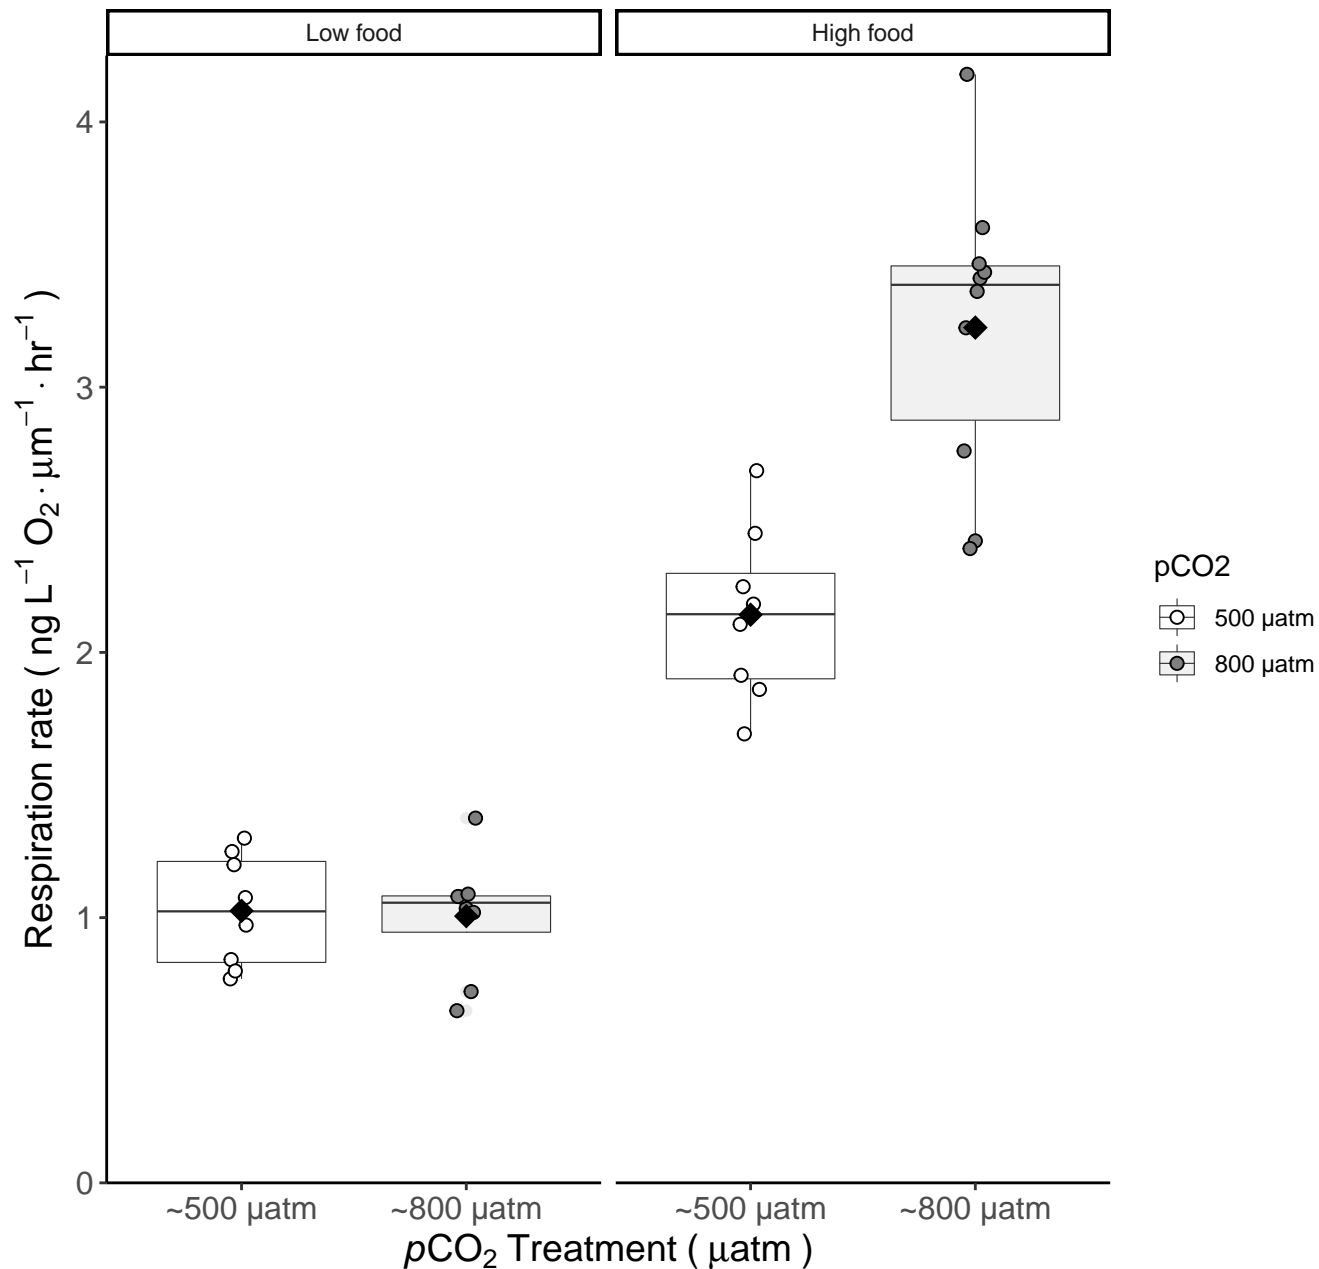 Low food
High food
Respiration rate ( ng L⁻¹ O₂ · μm⁻¹ · hr⁻¹ )
4
3
2
1
0
~500 µatm
~800 µatm
~500 µatm
~800 µatm
pCO₂ Treatment ( μatm )
pCO2
500 µatm
800 µatm